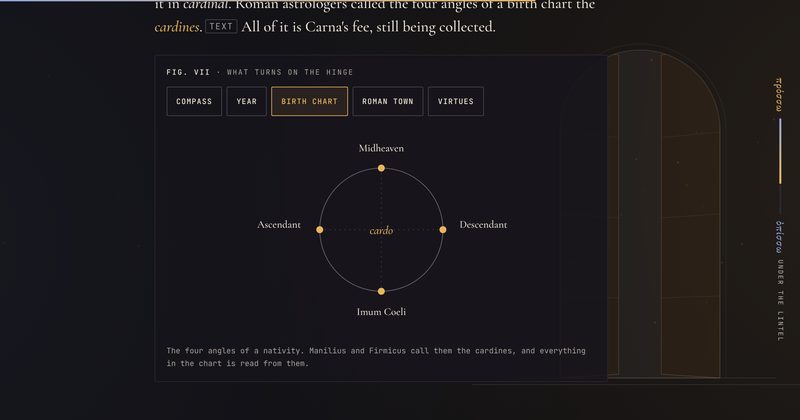 it in cardinal. Roman astrologers called the four angles of a birth chart the
cardines. TEXT All of it is Carna's fee, still being collected.
FIG. VII · WHAT TURNS ON THE HINGE
COMPASS YEAR BIRTH CHART ROMAN TOWN VIRTUES
Midheaven
Ascendant cardo Descendant
Imum Coeli
The four angles of a nativity. Manilius and Firmicus call them the cardines, and everything
in the chart is read from them.
πρόσσω
ὀπίσσω
UNDER THE LINTEL